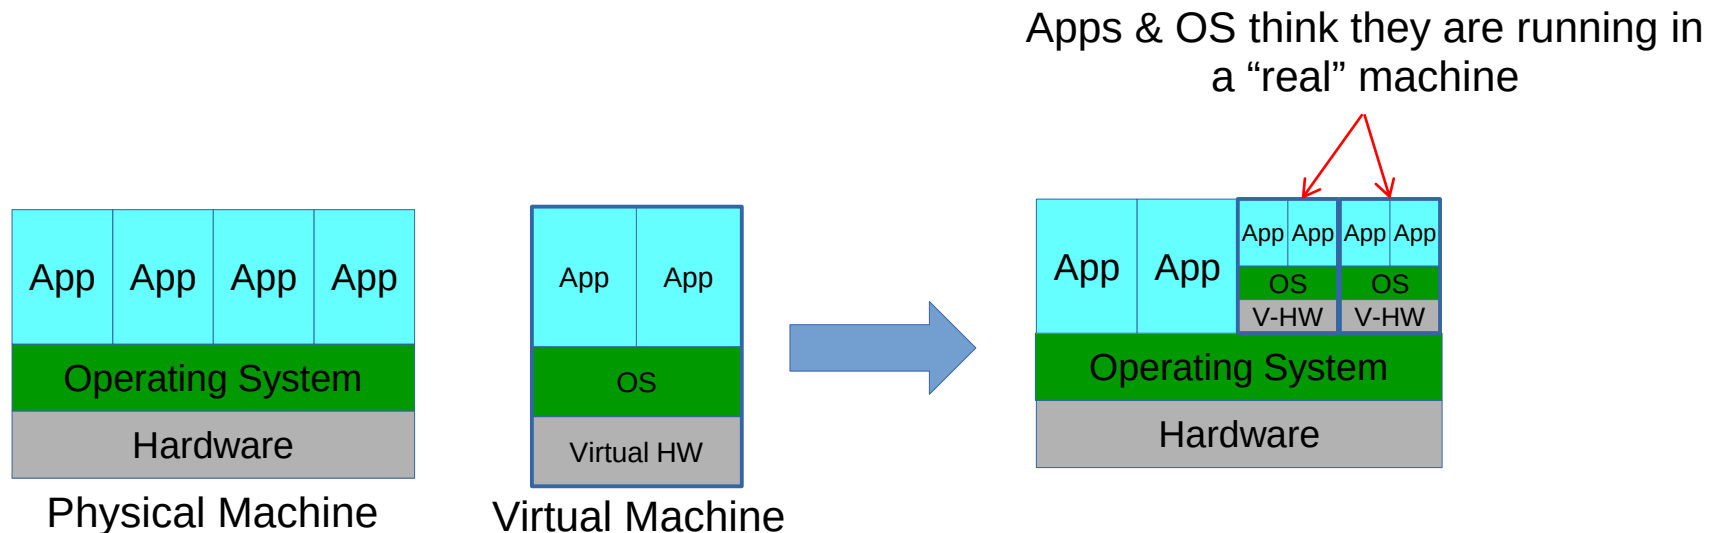 Apps & OS think they are running in
a “real” machine
App App App App
Operating System
Hardware
Physical Machine
App App
OS
Virtual HW
Virtual Machine
App App
App App App App
OS OS
V-HW V-HW
Operating System
Hardware